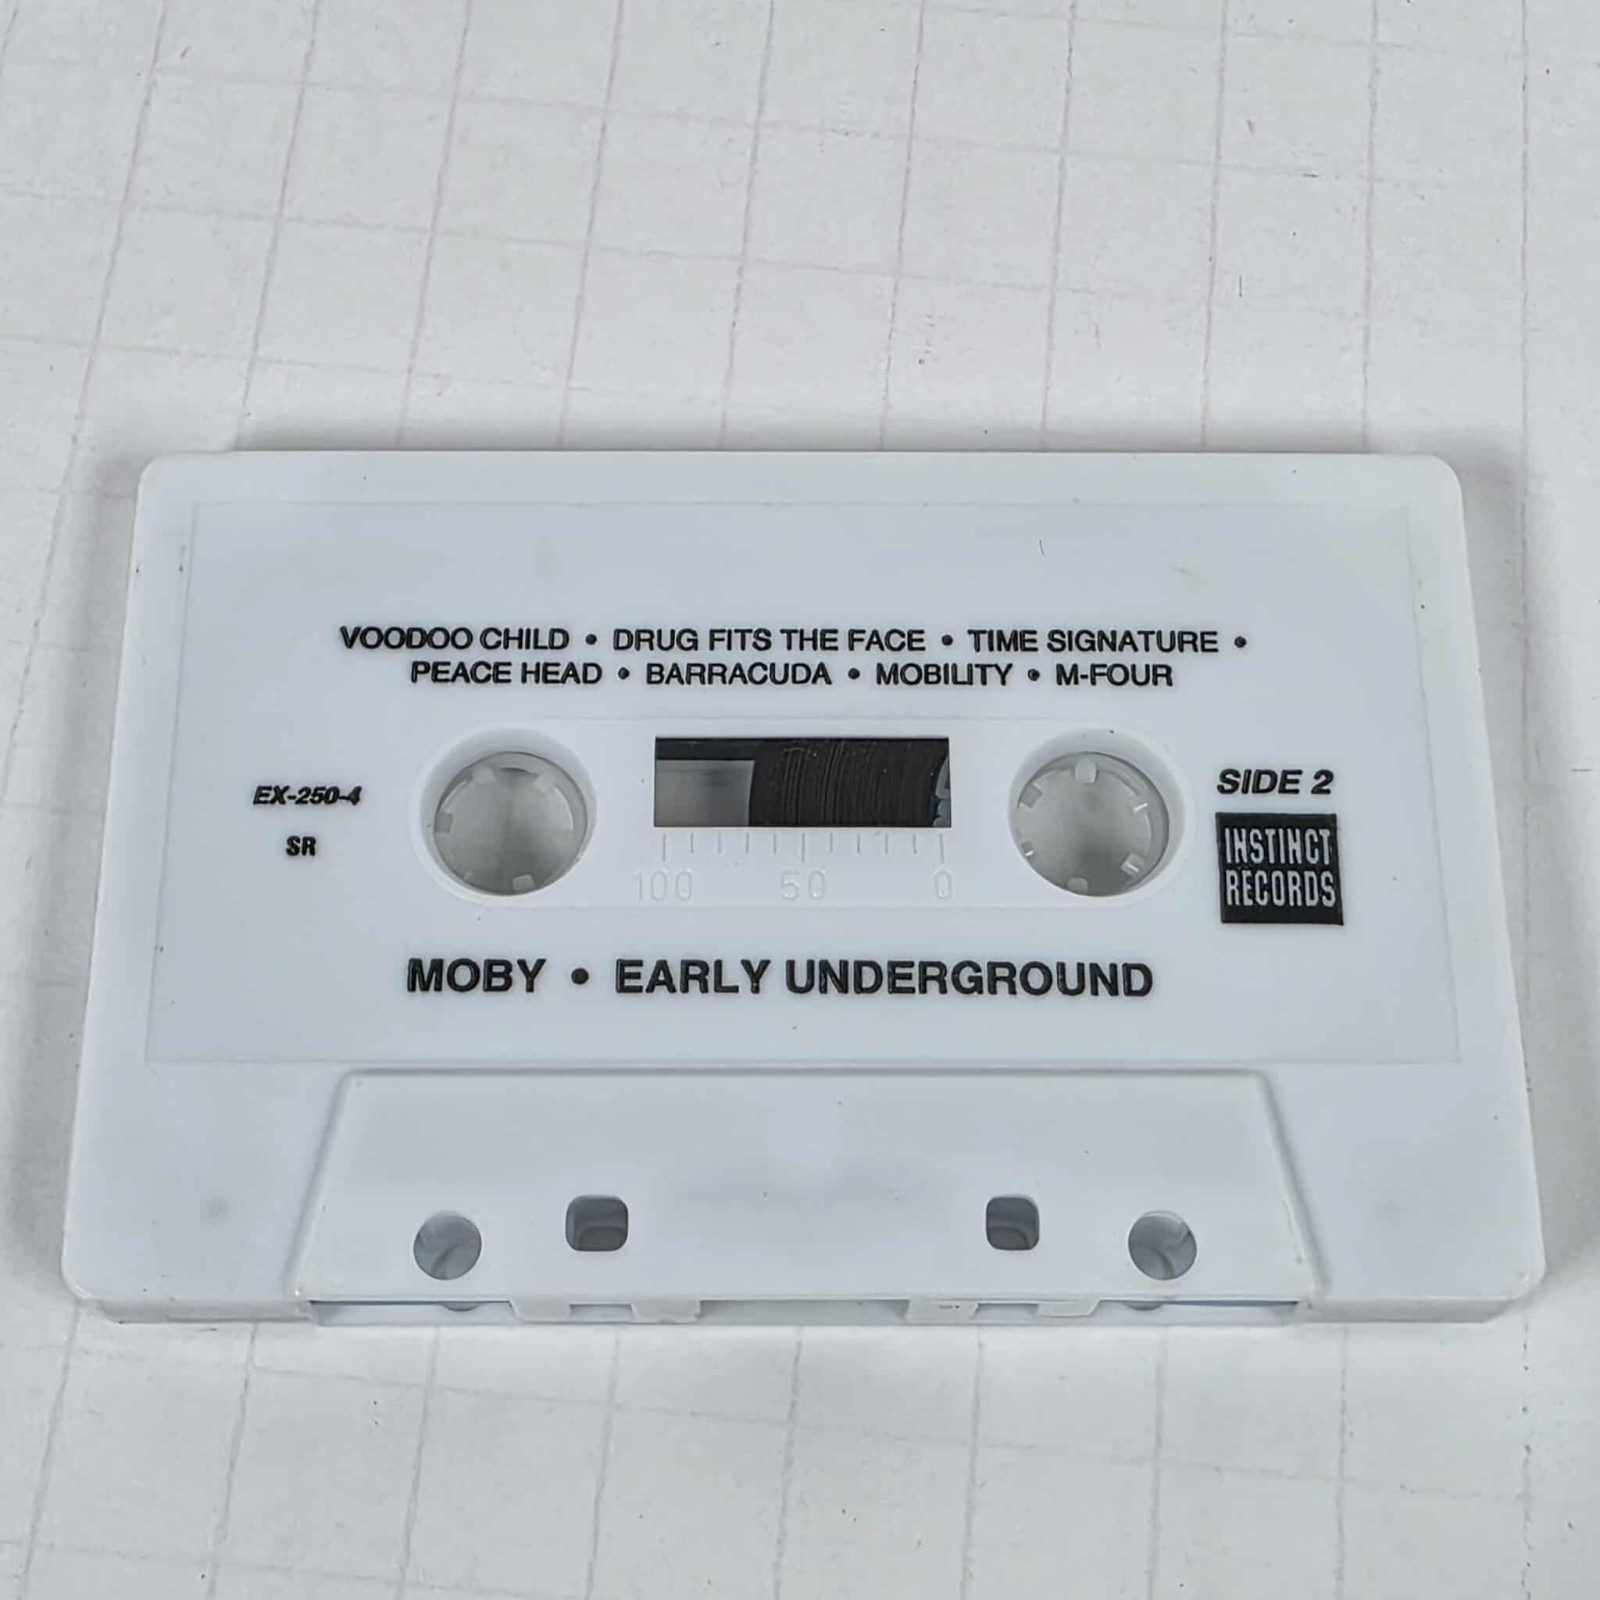 VOODOO CHILD • DRUG FITS THE FACE • TIME SIGNATURE •
PEACE HEAD • BARRACUDA • MOBILITY • M-FOUR
EX-250-4
SR
100 50 0
SIDE 2
INSTINCT
RECORDS
MOBY • EARLY UNDERGROUND